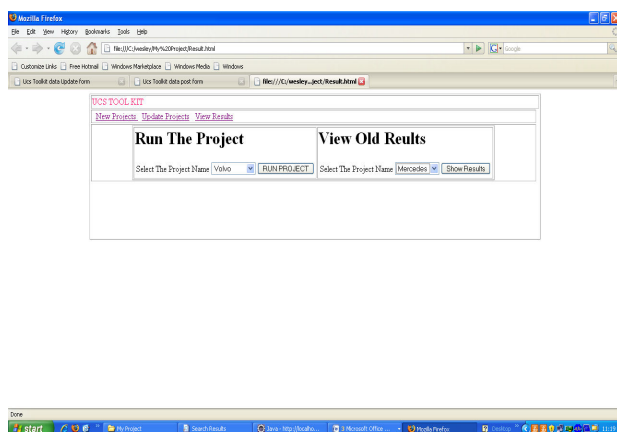 Mozilla Firefox
File Edit View History Bookmarks Tools Help
file:///C:/wesley/My%20Project/Result.html
Google
Customize Links Free Hotmail Windows Marketplace Windows Media Windows
Ucs Toolkit data Update form Ucs Toolkit data post form file:///C:/wesley...ject/Result.html
UCS TOOL KIT
New Projects Update Projects View Results
Run The Project View Old Reults
Select The Project Name Volvo RUN PROJECT Select The Project Name Mercedes Show Results
Done
start My Project Search Results Java - http://localho... 3 Microsoft Office ... Mozilla Firefox Desktop 11:19